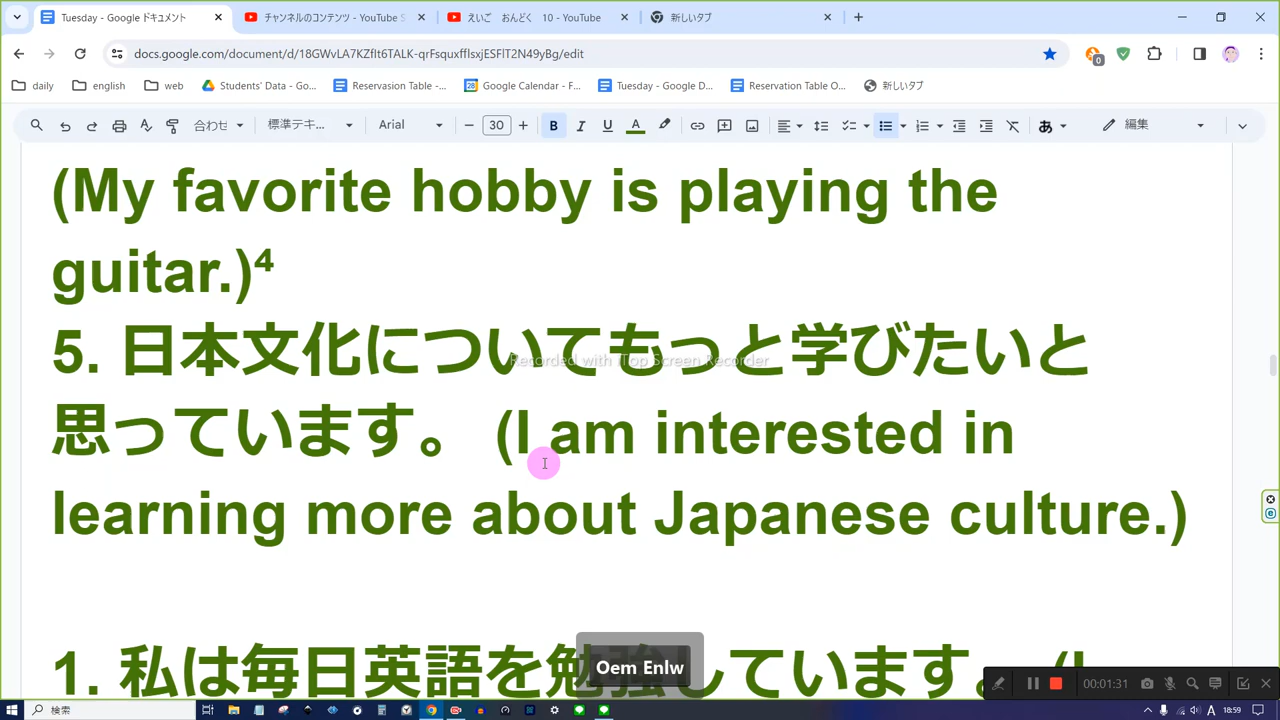 Tuesday - Google ドキュメント
チャンネルのコンテンツ - YouTube S
えいご おんどく 10 - YouTube
新しいタブ
docs.google.com/document/d/18GWvLA7KZfIt6TALK-qrFsquxfflsxjESFlT2N49yBg/edit
0
daily
english
web
Students' Data - Go...
Reservasion Table -...
Google Calendar - F...
Tuesday - Google D...
Reservation Table O...
新しいタブ
合わせ
標準テキ...
Arial
30
B
I
U
A
あ
編集
(My favorite hobby is playing the
guitar.)⁴
5. 日本文化についてもっと学びたいと
Recorded with iTop Screen Recorder
思っています。 (I am interested in
learning more about Japanese culture.)
Oem Enlw
1. 私は毎日英語を勉強しています。(I
00:01:31
検索
A
18:59